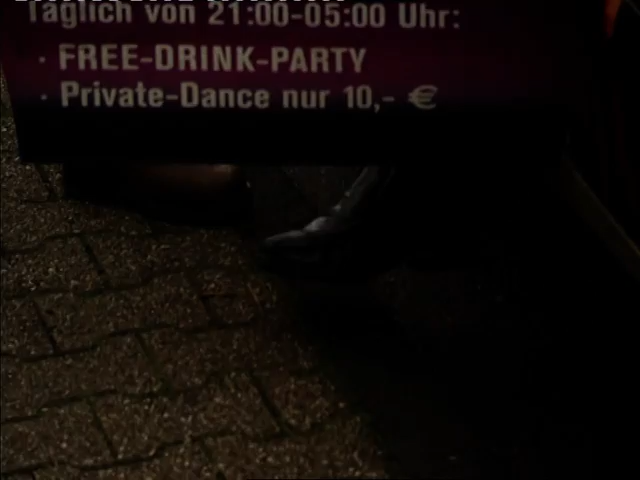 Täglich von 21:00-05:00 Uhr:
· FREE-DRINK-PARTY
· Private-Dance nur 10,- €